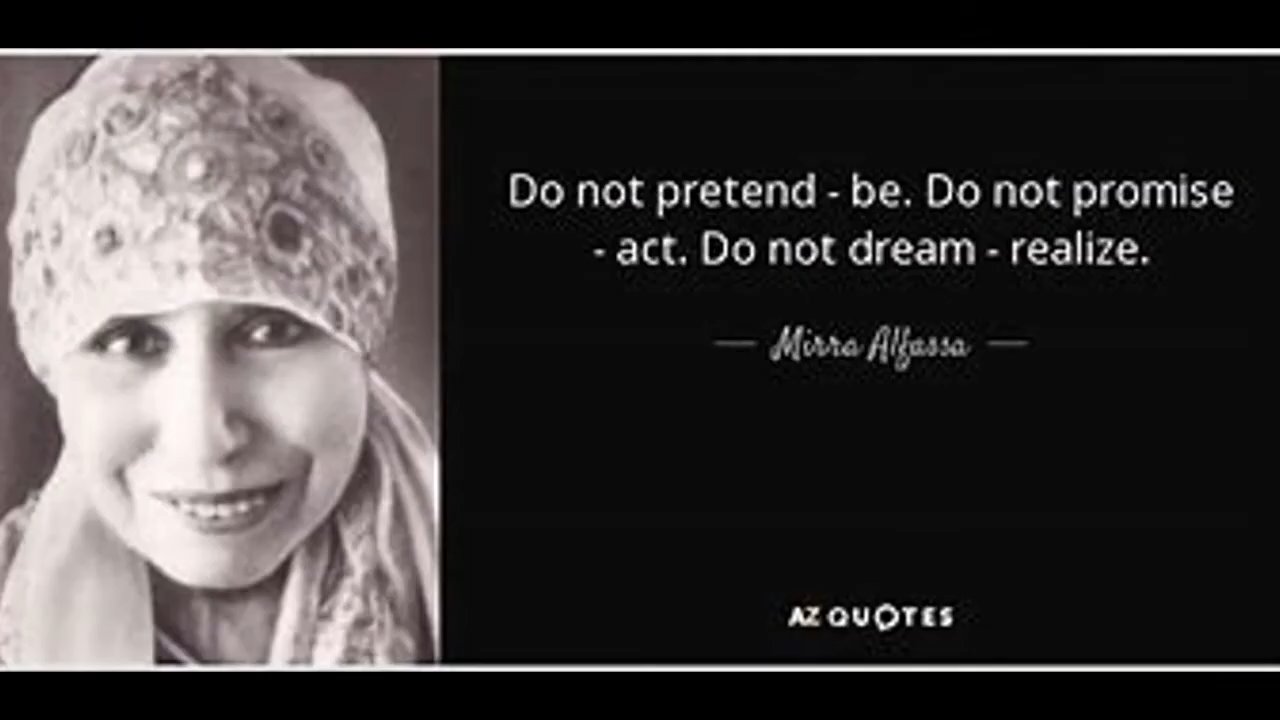 Do not pretend - be. Do not promise
- act. Do not dream - realize.
— Mirra Alfassa —
AZ QUOTES